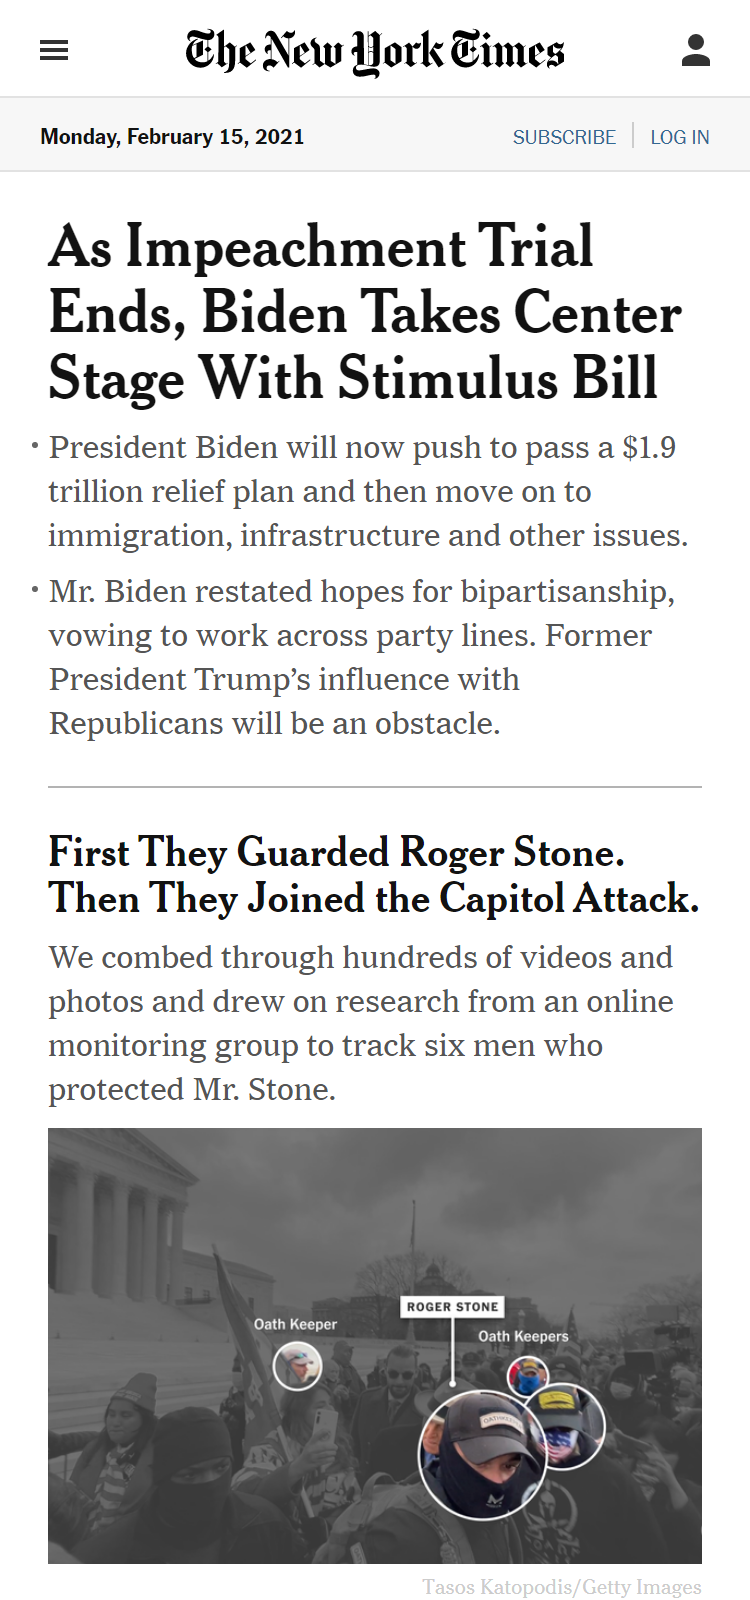 The New York Times
Monday, February 15, 2021
SUBSCRIBE
LOG IN
As Impeachment Trial
Ends, Biden Takes Center
Stage With Stimulus Bill
• President Biden will now push to pass a $1.9
trillion relief plan and then move on to
immigration, infrastructure and other issues.
• Mr. Biden restated hopes for bipartisanship,
vowing to work across party lines. Former
President Trump’s influence with
Republicans will be an obstacle.
First They Guarded Roger Stone.
Then They Joined the Capitol Attack.
We combed through hundreds of videos and
photos and drew on research from an online
monitoring group to track six men who
protected Mr. Stone.
ROGER STONE
Oath Keeper
Oath Keepers
Tasos Katopodis/Getty Images